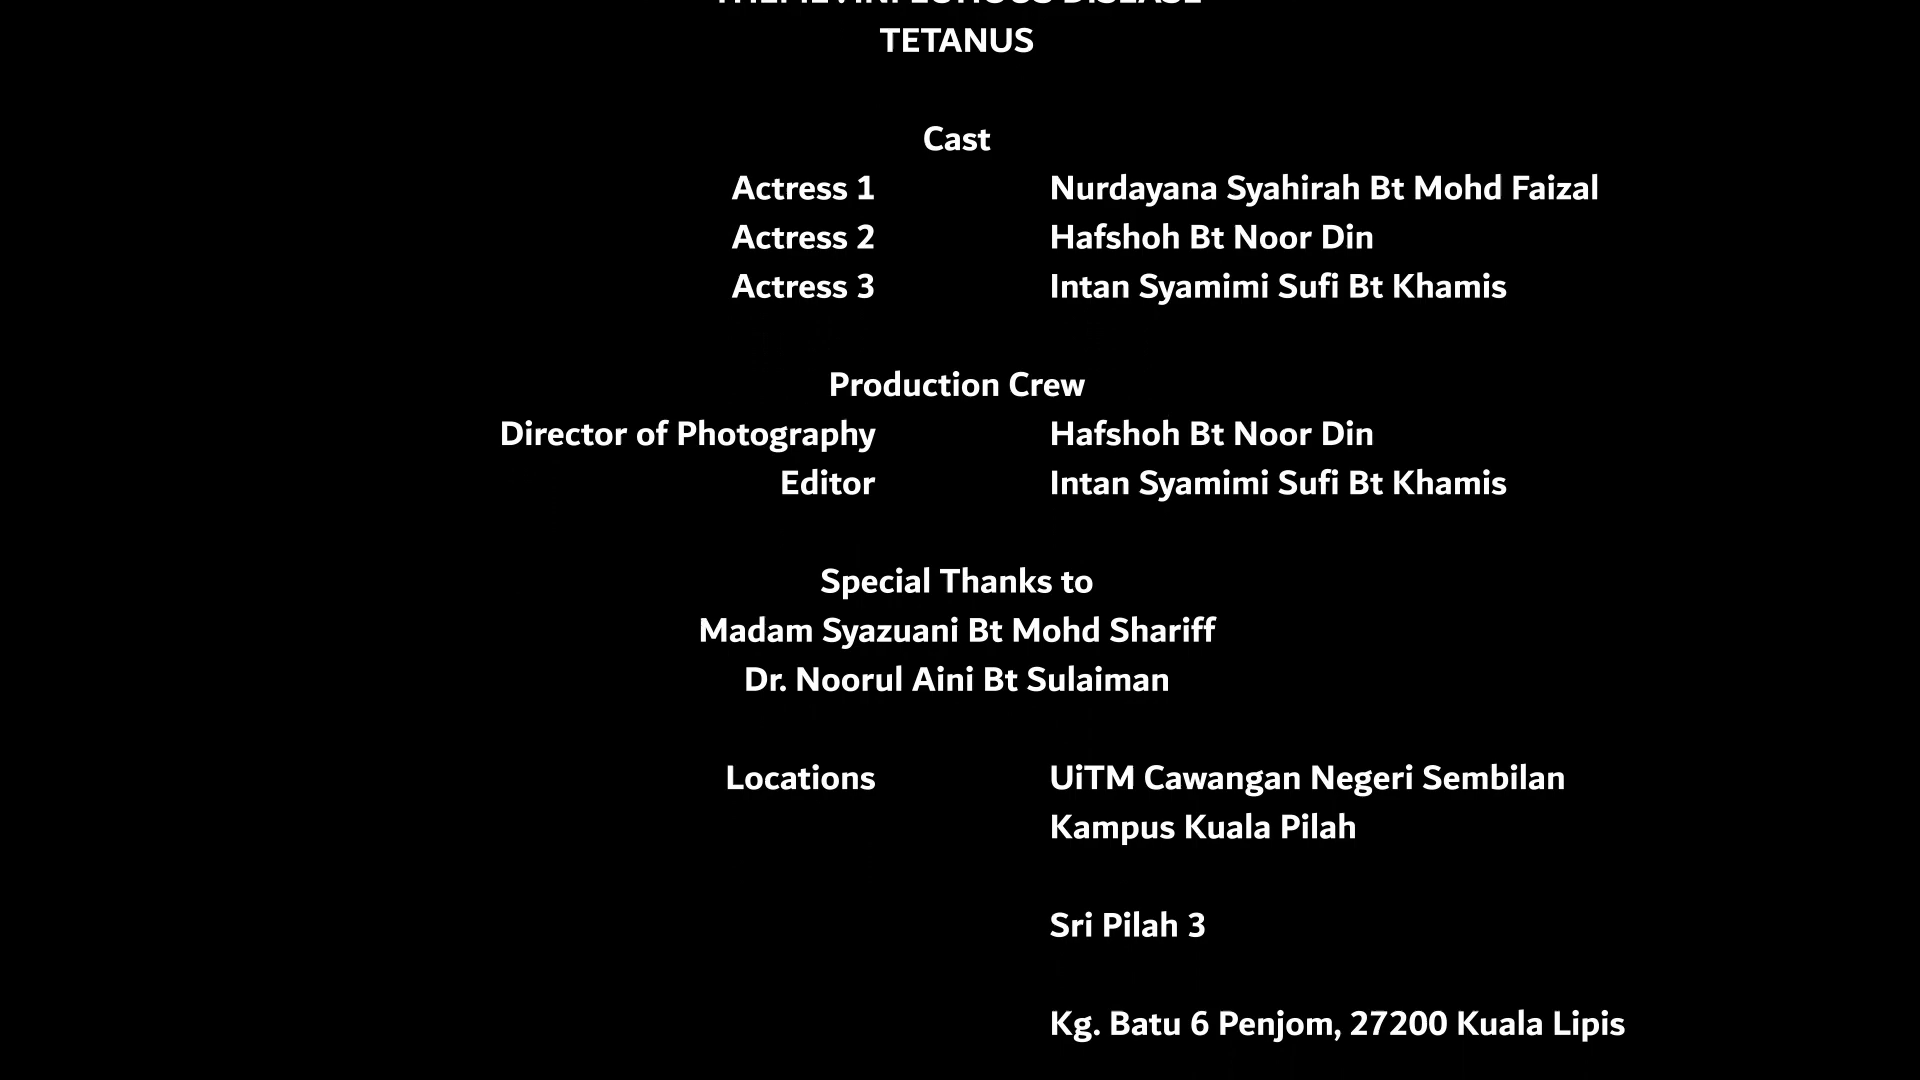 THEME : INFECTIOUS DISEASE
TETANUS
Cast
Actress 1 Nurdayana Syahirah Bt Mohd Faizal
Actress 2 Hafshoh Bt Noor Din
Actress 3 Intan Syamimi Sufi Bt Khamis
Production Crew
Director of Photography Hafshoh Bt Noor Din
Editor Intan Syamimi Sufi Bt Khamis
Special Thanks to
Madam Syazuani Bt Mohd Shariff
Dr. Noorul Aini Bt Sulaiman
Locations UiTM Cawangan Negeri Sembilan
Kampus Kuala Pilah
Sri Pilah 3
Kg. Batu 6 Penjom, 27200 Kuala Lipis